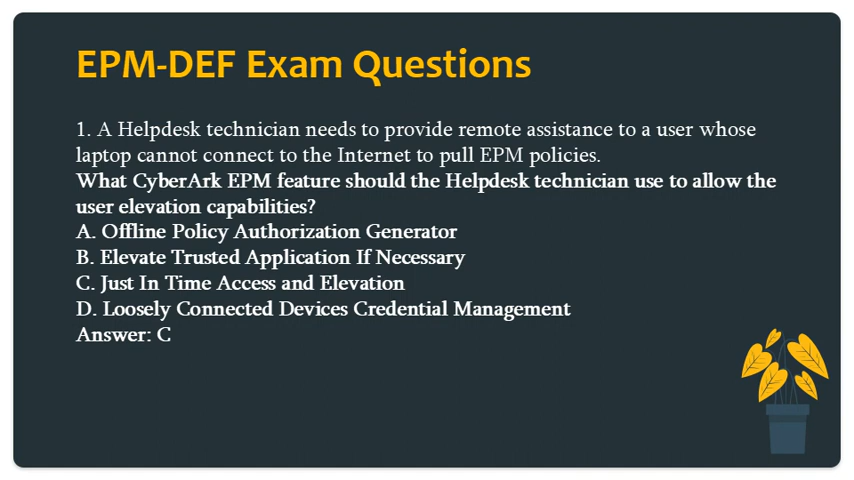 EPM-DEF Exam Questions
1. A Helpdesk technician needs to provide remote assistance to a user whose
laptop cannot connect to the Internet to pull EPM policies.
What CyberArk EPM feature should the Helpdesk technician use to allow the
user elevation capabilities?
A. Offline Policy Authorization Generator
B. Elevate Trusted Application If Necessary
C. Just In Time Access and Elevation
D. Loosely Connected Devices Credential Management
Answer: C